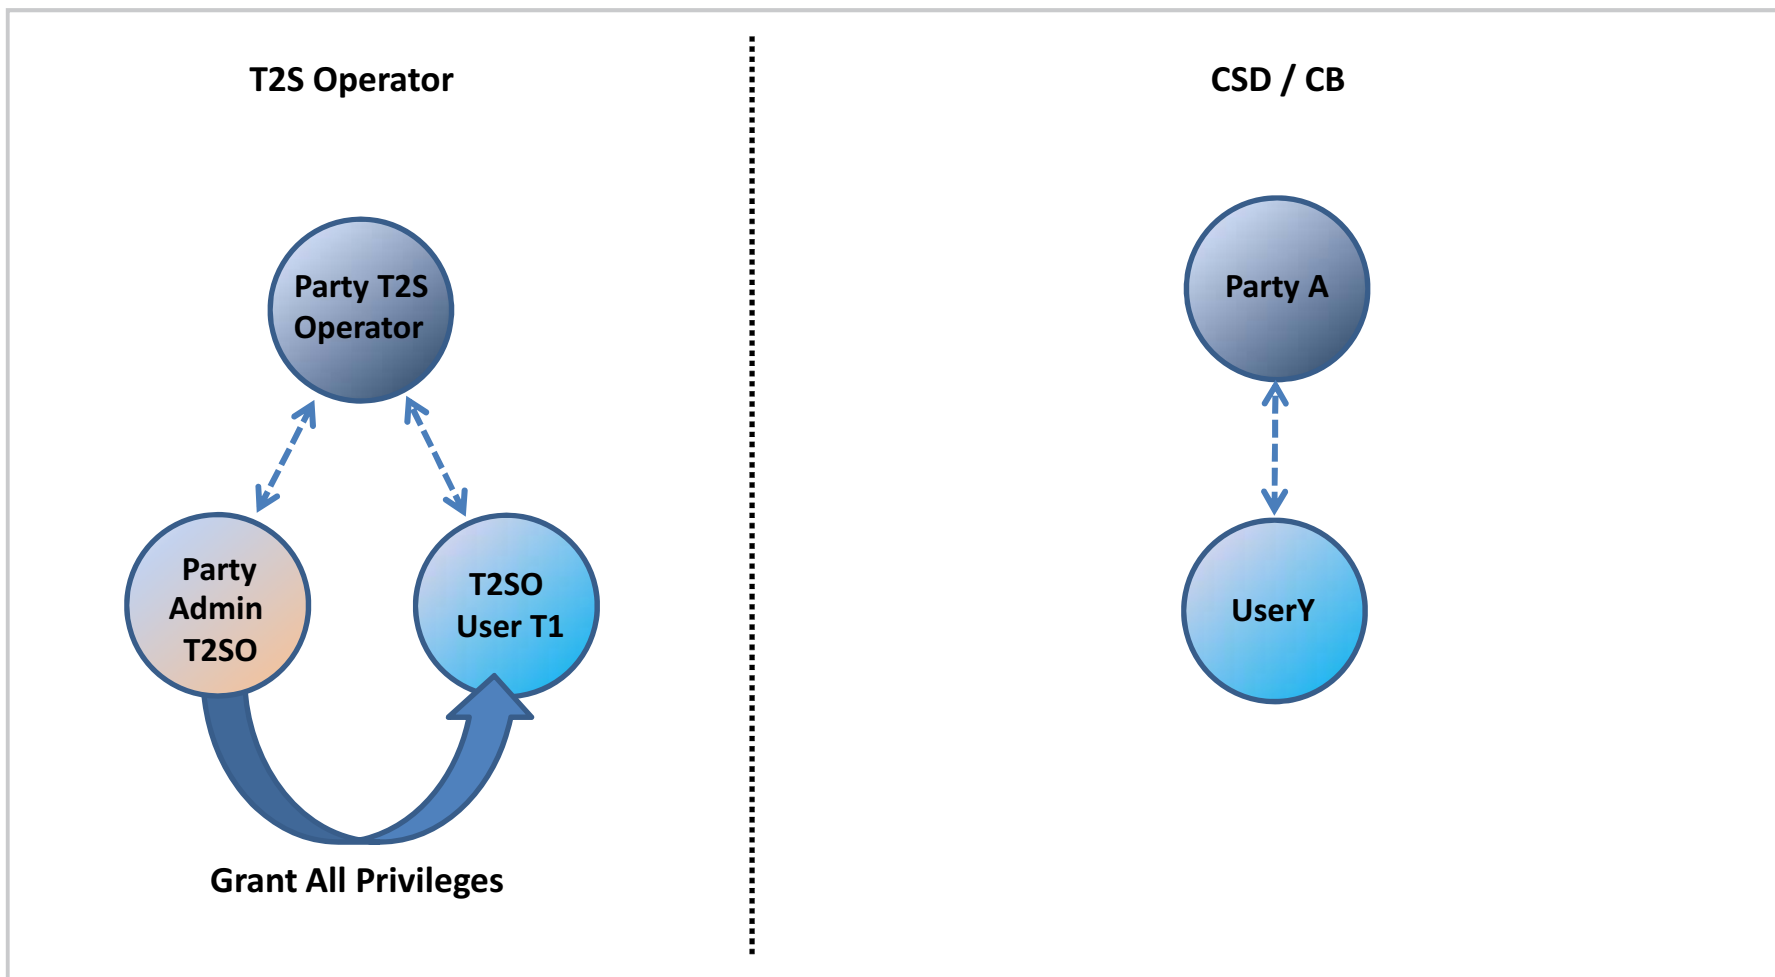 T2S Operator
CSD / CB
Party T2S
Operator
Party A
Party
Admin
T2SO
T2SO
User T1
UserY
Grant All Privileges